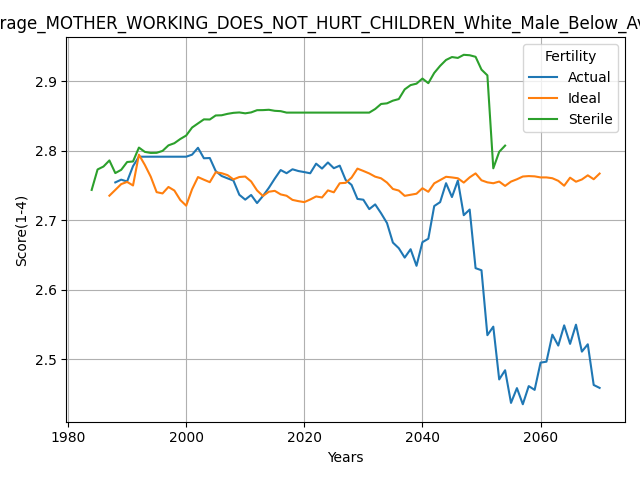 rage_MOTHER_WORKING_DOES_NOT_HURT_CHILDREN_White_Male_Below_Av
Fertility
Actual
Ideal
Sterile
Score(1-4)
2.9
2.8
2.7
2.6
2.5
1980 2000 2020 2040 2060
Years